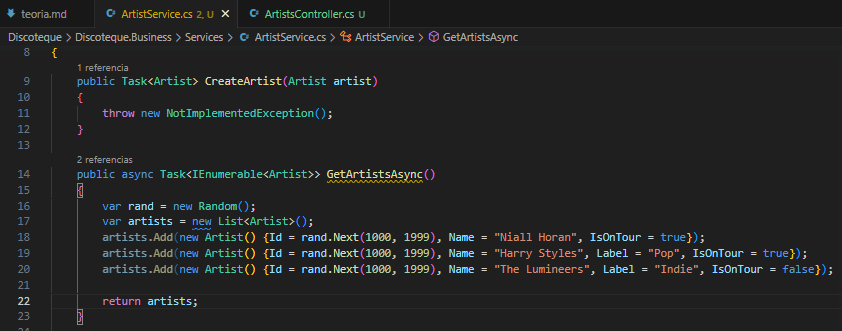 teoria.md
C# ArtistService.cs 2, U ×
C# ArtistsController.cs U
Discoteque > Discoteque.Business > Services > C# ArtistService.cs > ArtistService > GetArtistsAsync
8 {
1 referencia
9 public Task<Artist> CreateArtist(Artist artist)
10 {
11 throw new NotImplementedException();
12 }
13
2 referencias
14 public async Task<IEnumerable<Artist>> GetArtistsAsync()
15 {
16 var rand = new Random();
17 var artists = new List<Artist>();
18 artists.Add(new Artist() {Id = rand.Next(1000, 1999), Name = "Niall Horan", IsOnTour = true});
19 artists.Add(new Artist() {Id = rand.Next(1000, 1999), Name = "Harry Styles", Label = "Pop", IsOnTour = true});
20 artists.Add(new Artist() {Id = rand.Next(1000, 1999), Name = "The Lumineers", Label = "Indie", IsOnTour = false});
21
22 return artists;
23 }